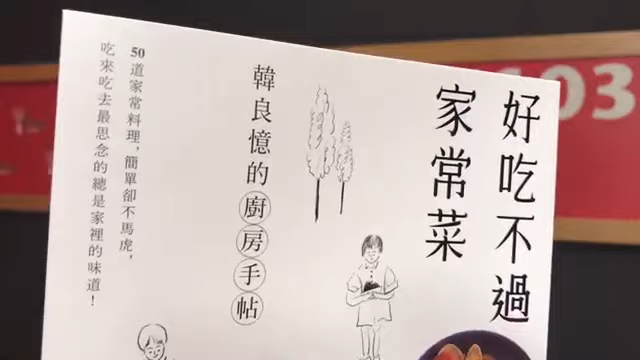 好吃不過
家常菜
韓良憶的廚房手帖
50道家常料理，簡單卻不馬虎，
吃來吃去最思念的總是家裡的味道！
03